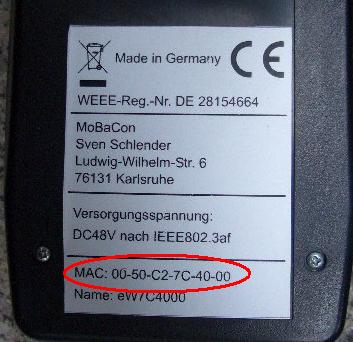 Made in Germany CE
WEEE-Reg.-Nr. DE 28154664
MoBaCon
Sven Schlender
Ludwig-Wilhelm-Str. 6
76131 Karlsruhe
Versorgungsspannung:
DC48V nach IEEE802.3af
MAC: 00-50-C2-7C-40-00
Name: eW7C4000